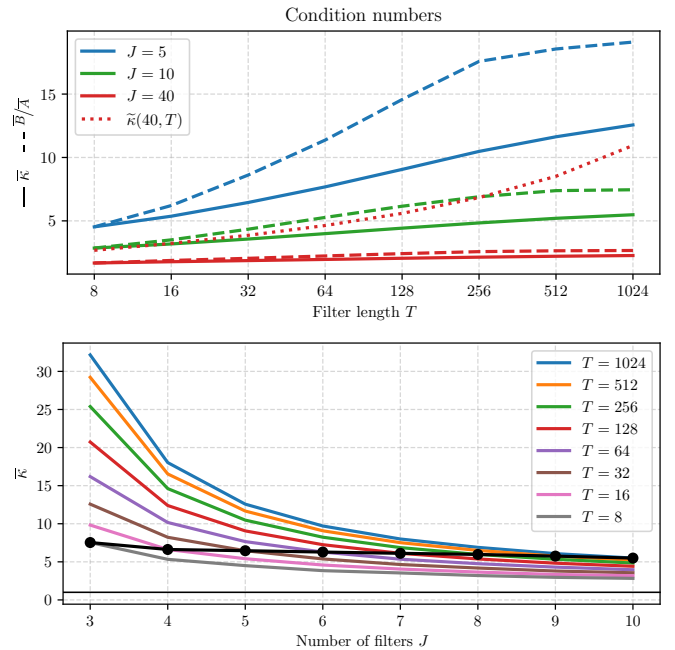 Condition numbers
J = 5
J = 10
J = 40
κ̃(40, T)
κ̄ B̄/Ā
15
10
5
8 16 32 64 128 256 512 1024
Filter length T
T = 1024
T = 512
T = 256
T = 128
T = 64
T = 32
T = 16
T = 8
κ̄
30
25
20
15
10
5
0
3 4 5 6 7 8 9 10
Number of filters J